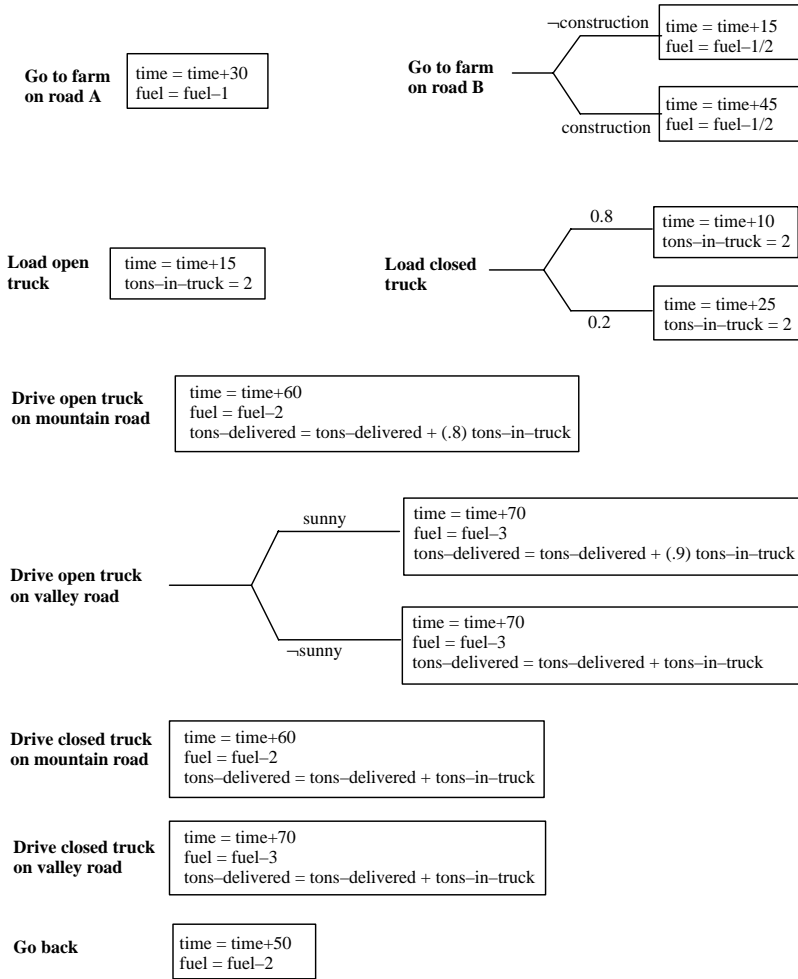 Go to farm
on road A
time = time+30
fuel = fuel–1
Go to farm
on road B
¬construction
time = time+15
fuel = fuel–1/2
construction
time = time+45
fuel = fuel–1/2
Load open
truck
time = time+15
tons–in–truck = 2
Load closed
truck
0.8
time = time+10
tons–in–truck = 2
0.2
time = time+25
tons–in–truck = 2
Drive open truck
on mountain road
time = time+60
fuel = fuel–2
tons–delivered = tons–delivered + (.8) tons–in–truck
Drive open truck
on valley road
sunny
time = time+70
fuel = fuel–3
tons–delivered = tons–delivered + (.9) tons–in–truck
¬sunny
time = time+70
fuel = fuel–3
tons–delivered = tons–delivered + tons–in–truck
Drive closed truck
on mountain road
time = time+60
fuel = fuel–2
tons–delivered = tons–delivered + tons–in–truck
Drive closed truck
on valley road
time = time+70
fuel = fuel–3
tons–delivered = tons–delivered + tons–in–truck
Go back
time = time+50
fuel = fuel–2